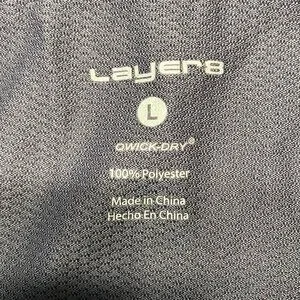 Layer8
L
QWICK-DRY®
100% Polyester
Made in China
Hecho En China